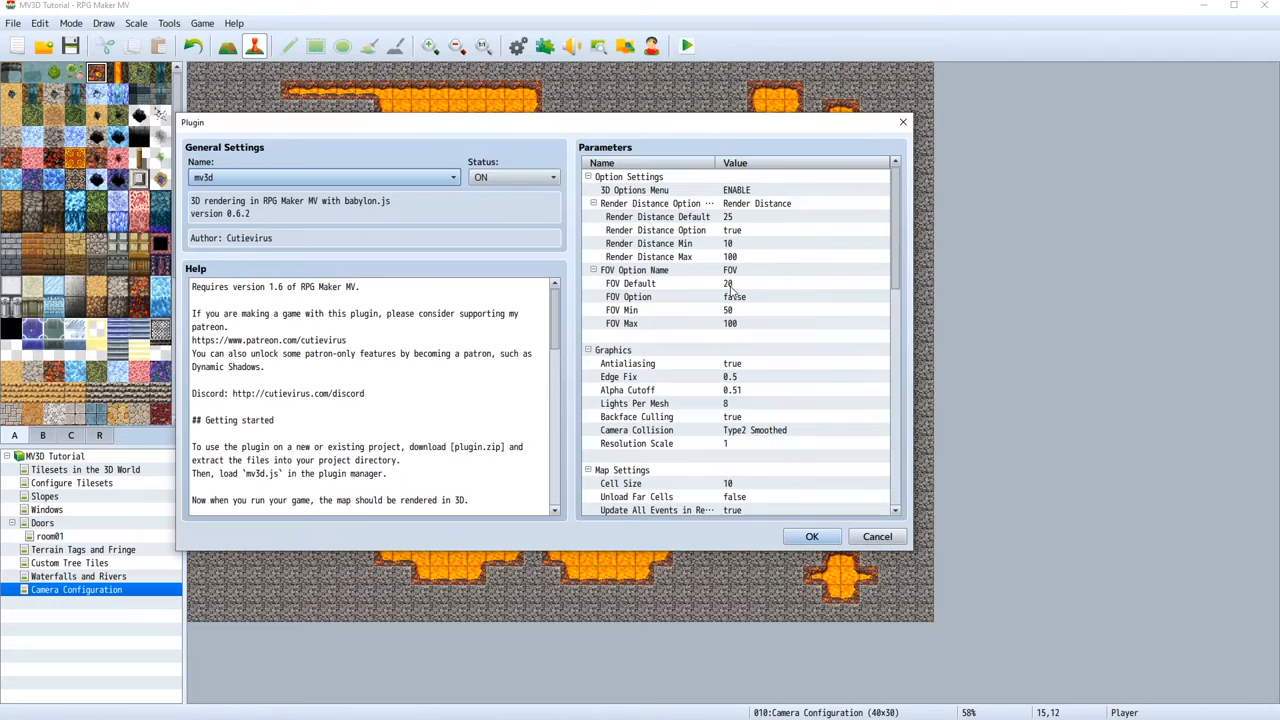 MV3D Tutorial - RPG Maker MV
File Edit Mode Draw Scale Tools Game Help
Plugin
General Settings
Name: Status:
mv3d ON
3D rendering in RPG Maker MV with babylon.js
version 0.6.2
Author: Cutievirus
Help
Requires version 1.6 of RPG Maker MV.
If you are making a game with this plugin, please consider supporting my
patreon.
https://www.patreon.com/cutievirus
You can also unlock some patron-only features by becoming a patron, such as
Dynamic Shadows.
Discord: http://cutievirus.com/discord
## Getting started
To use the plugin on a new or existing project, download [plugin.zip] and
extract the files into your project directory.
Then, load `mv3d.js` in the plugin manager.
Now when you run your game, the map should be rendered in 3D.
Parameters
Name Value
Option Settings
3D Options Menu ENABLE
Render Distance Option ··· Render Distance
Render Distance Default 25
Render Distance Option true
Render Distance Min 10
Render Distance Max 100
FOV Option Name FOV
FOV Default 20
FOV Option false
FOV Min 50
FOV Max 100
Graphics
Antialiasing true
Edge Fix 0.5
Alpha Cutoff 0.51
Lights Per Mesh 8
Backface Culling true
Camera Collision Type2 Smoothed
Resolution Scale 1
Map Settings
Cell Size 10
Unload Far Cells false
Update All Events in Re··· true
OK Cancel
A B C R
MV3D Tutorial
Tilesets in the 3D World
Configure Tilesets
Slopes
Windows
Doors
room01
Terrain Tags and Fringe
Custom Tree Tiles
Waterfalls and Rivers
Camera Configuration
010:Camera Configuration (40x30) 58% 15,12 Player